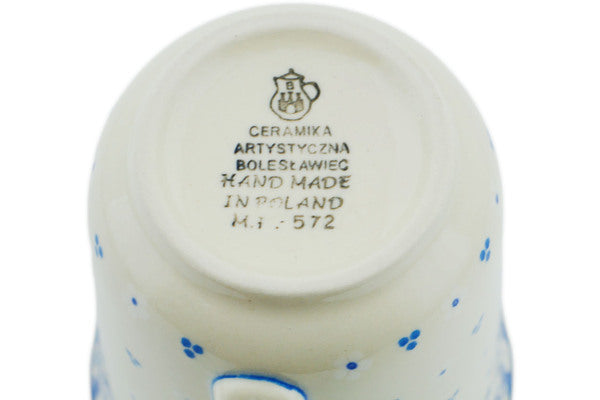 B
CERAMIKA
ARTYSTYCZNA
BOLESŁAWIEC
HAND MADE
IN POLAND
572